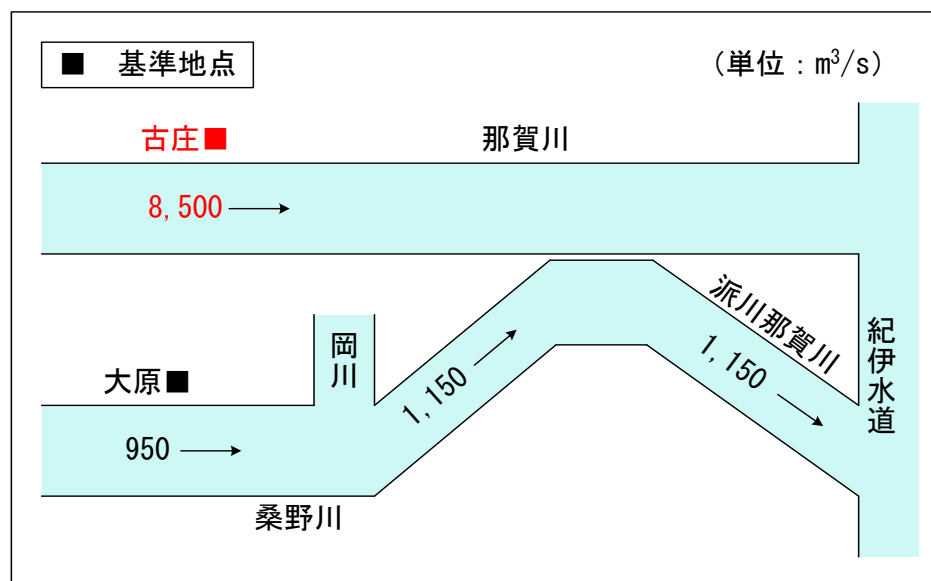 ■ 基準地点
(単位:m³/s)
古庄■
那賀川
8,500
派川那賀川
岡川
紀伊水道
大原■
1,150
1,150
950
桑野川